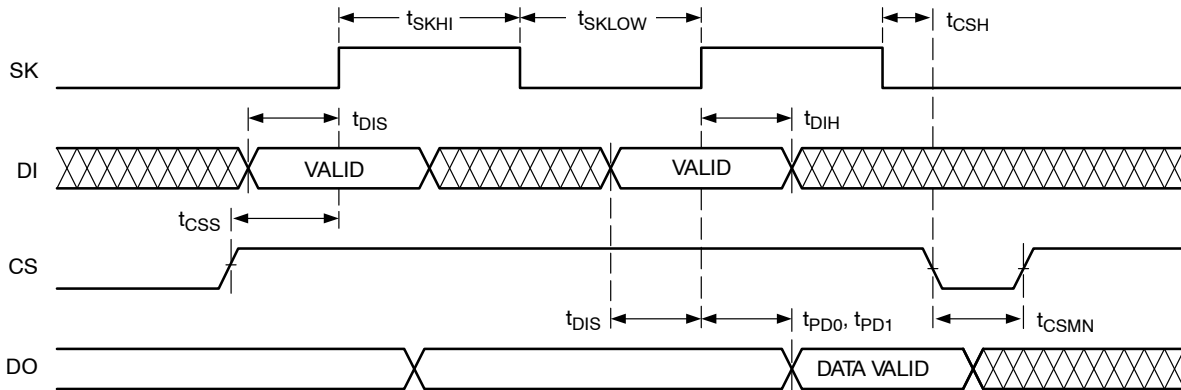 tSKHI
tSKLOW
tCSH
SK
tDIS
tDIH
DI
VALID
VALID
tCSS
CS
tDIS
tPD0, tPD1
tCSMN
DO
DATA VALID